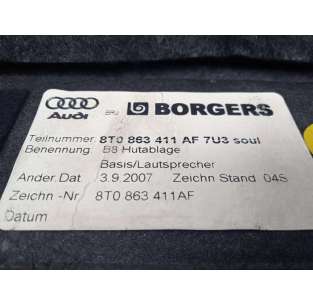 Audi BORGERS
Teilnummer: 8T0 863 411 AF 7U3 soul
Benennung: B8 Hutablage
Basis/Lautsprecher
Ander.Dat 3.9.2007 Zeichn Stand 04S
Zeichn -Nr 8T0 863 411AF
Datum